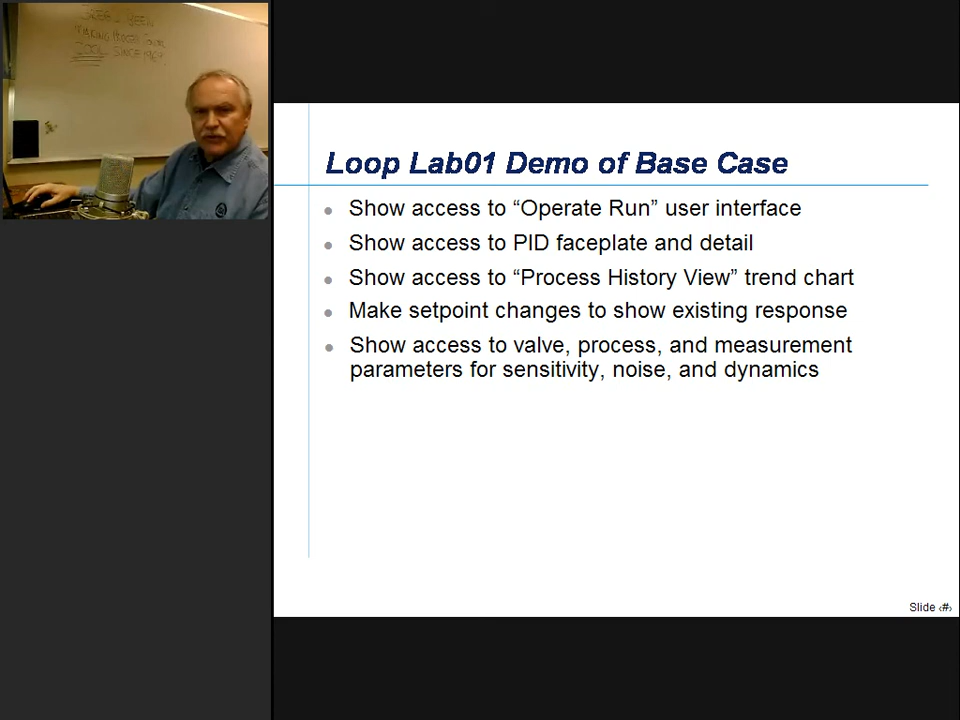 SINCE
Loop Lab01 Demo of Base Case
Show access to “Operate Run” user interface
Show access to PID faceplate and detail
Show access to “Process History View” trend chart
Make setpoint changes to show existing response
Show access to valve, process, and measurement
parameters for sensitivity, noise, and dynamics
Slide ‹#›